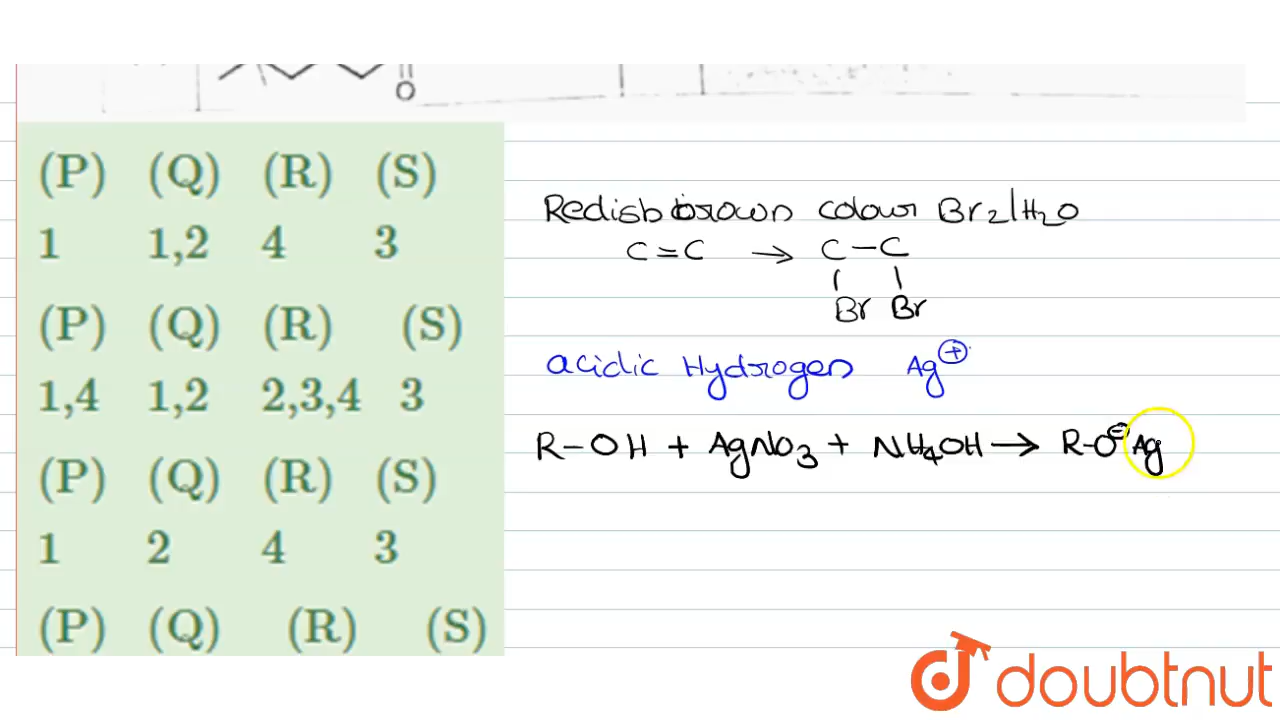 O
(P) (Q) (R) (S)
1 1,2 4 3
(P) (Q) (R) (S)
1,4 1,2 2,3,4 3
(P) (Q) (R) (S)
1 2 4 3
(P) (Q) (R) (S)
Redisb brown colour Br2/H2O
C=C → C-C
Br Br
acidic Hydrogen Ag⊕
R-OH + AgNo3 + NH4OH → R-O⊖Ag
doubtnut